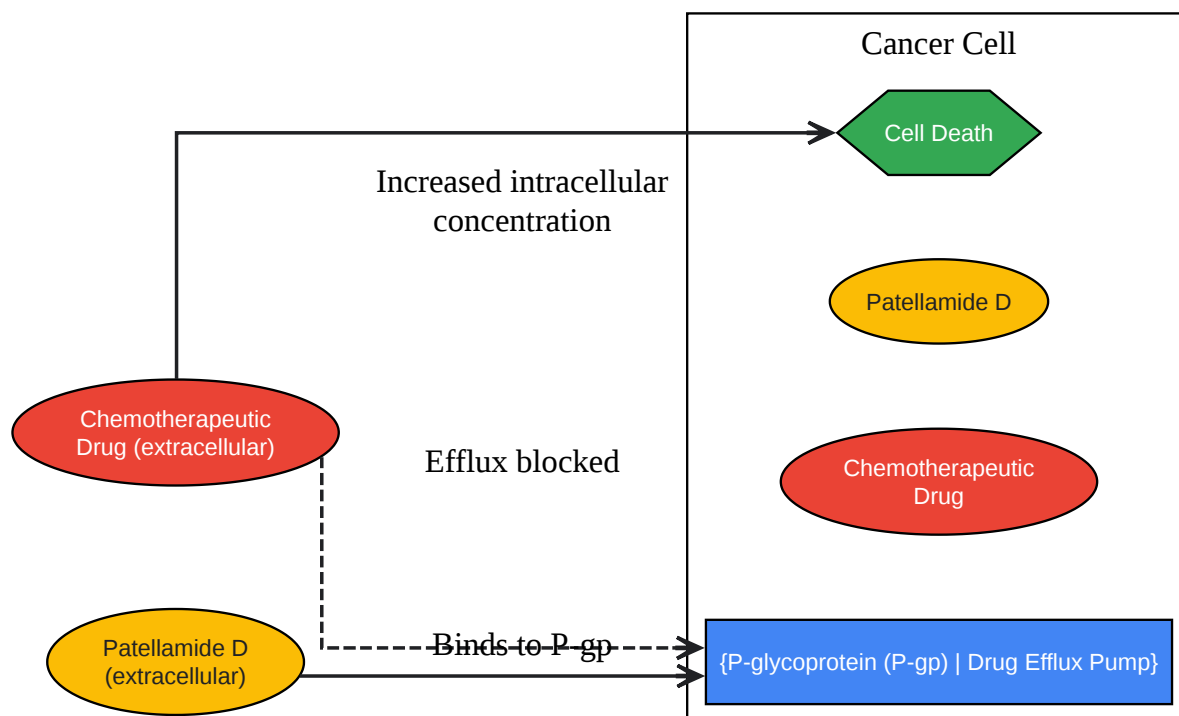 Cancer Cell
Cell Death
Increased intracellular
concentration
Patellamide D
Chemotherapeutic
Drug (extracellular)
Efflux blocked
Chemotherapeutic
Drug
Patellamide D
(extracellular)
Binds to P-gp
{P-glycoprotein (P-gp) | Drug Efflux Pump}